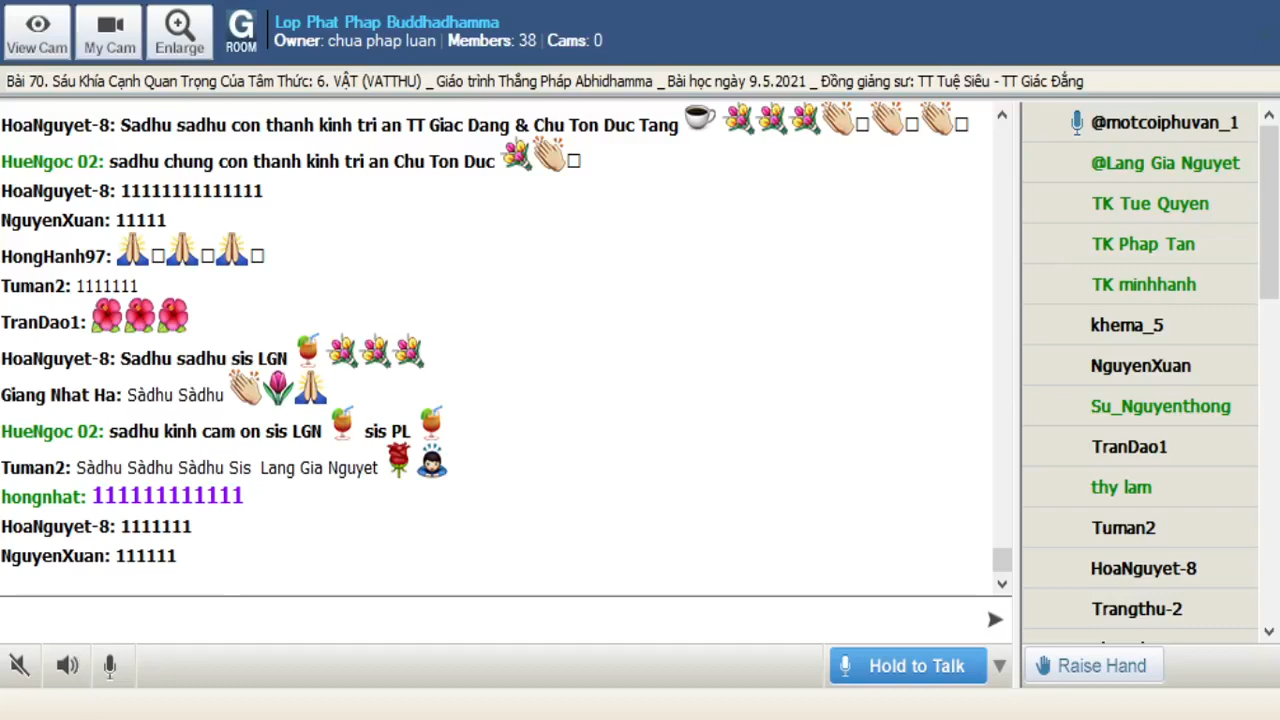 View Cam
My Cam
Enlarge
G
ROOM
Lop Phat Phap Buddhadhamma
Owner: chua phap luan | Members: 38 | Cams: 0
Bài 70. Sáu Khía Cạnh Quan Trọng Của Tâm Thức: 6. VẬT (VATTHU) _ Giáo trình Thắng Pháp Abhidhamma _ Bài học ngày 9.5.2021 _ Đồng giảng sư: TT Tuệ Siêu - TT Giác Đẳng
HoaNguyet-8: Sadhu sadhu con thanh kinh tri an TT Giac Dang & Chu Ton Duc Tang
HueNgoc 02: sadhu chung con thanh kinh tri an Chu Ton Duc
HoaNguyet-8: 11111111111111
NguyenXuan: 11111
HongHanh97:
Tuman2: 1111111
TranDao1:
HoaNguyet-8: Sadhu sadhu sis LGN
Giang Nhat Ha: Sàdhu Sàdhu
HueNgoc 02: sadhu kinh cam on sis LGN sis PL
Tuman2: Sàdhu Sàdhu Sàdhu Sis Lang Gia Nguyet
hongnhat: 111111111111
HoaNguyet-8: 1111111
NguyenXuan: 111111
@motcoiphuvan_1
@Lang Gia Nguyet
TK Tue Quyen
TK Phap Tan
TK minhhanh
khema_5
NguyenXuan
Su_Nguyenthong
TranDao1
thy lam
Tuman2
HoaNguyet-8
Trangthu-2
Hold to Talk
Raise Hand